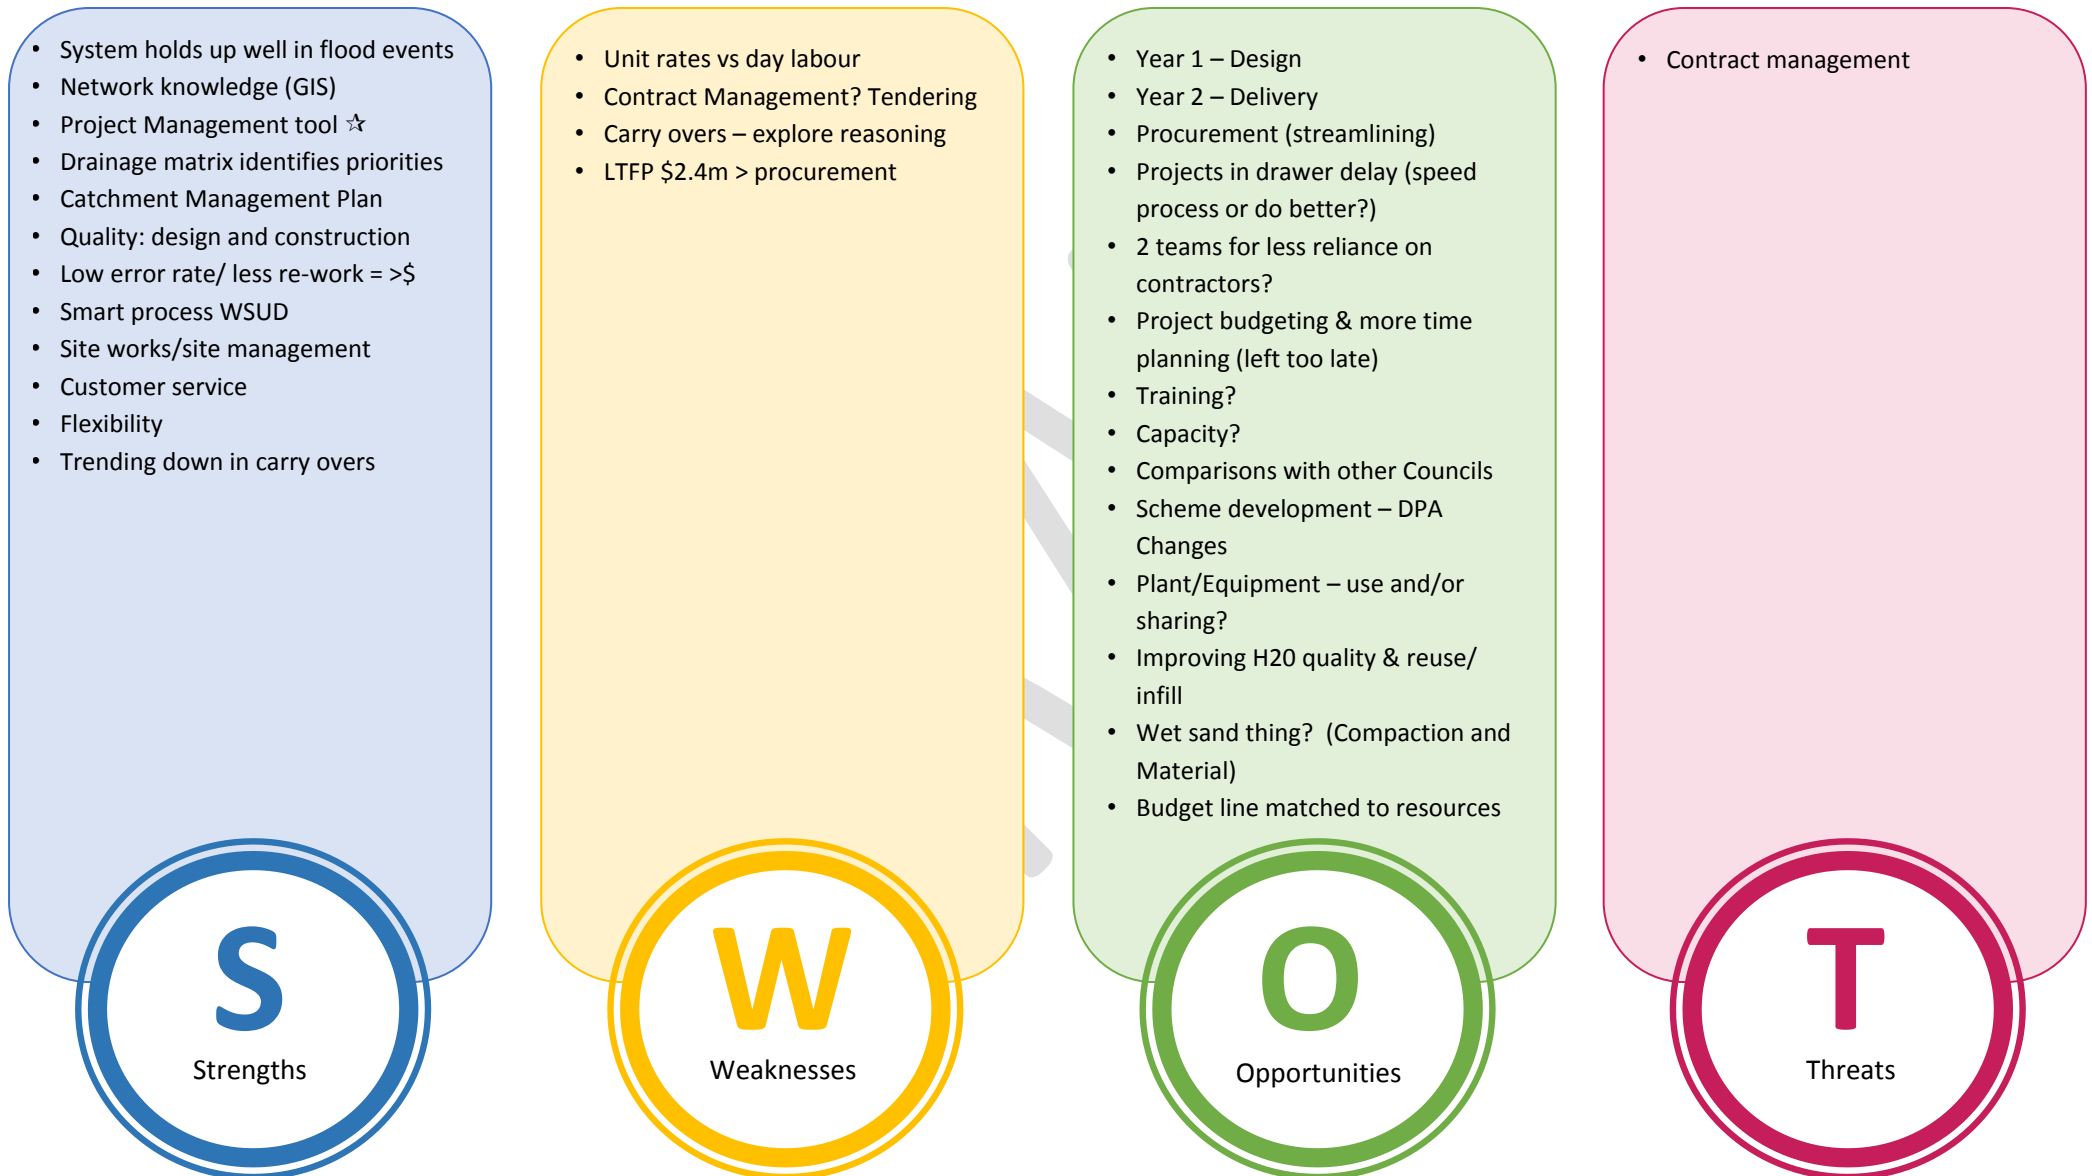 • System holds up well in flood events
• Network knowledge (GIS)
• Project Management tool ☆
• Drainage matrix identifies priorities
• Catchment Management Plan
• Quality: design and construction
• Low error rate/ less re-work = >$
• Smart process WSUD
• Site works/site management
• Customer service
• Flexibility
• Trending down in carry overs
S
Strengths
• Unit rates vs day labour
• Contract Management? Tendering
• Carry overs – explore reasoning
• LTFP $2.4m > procurement
W
Weaknesses
• Year 1 – Design
• Year 2 – Delivery
• Procurement (streamlining)
• Projects in drawer delay (speed
process or do better?)
• 2 teams for less reliance on
contractors?
• Project budgeting & more time
planning (left too late)
• Training?
• Capacity?
• Comparisons with other Councils
• Scheme development – DPA
Changes
• Plant/Equipment – use and/or
sharing?
• Improving H20 quality & reuse/
infill
• Wet sand thing?  (Compaction and
Material)
• Budget line matched to resources
O
Opportunities
• Contract management
T
Threats